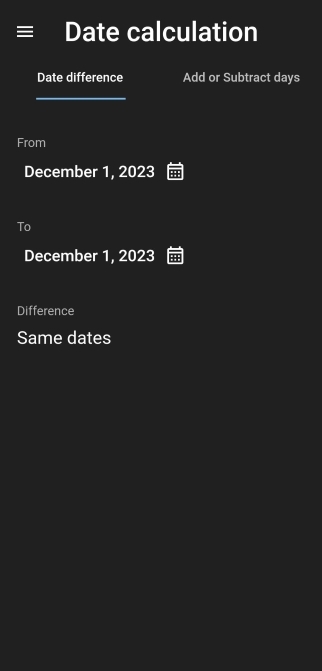 Date calculation
Date difference
Add or Subtract days
From
December 1, 2023
To
December 1, 2023
Difference
Same dates